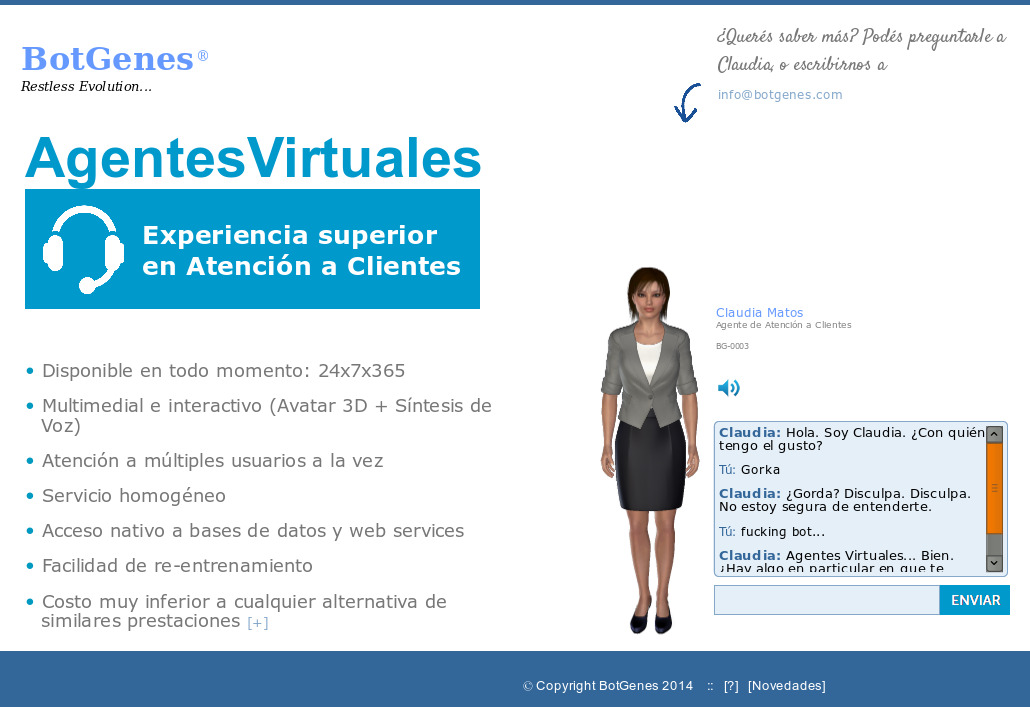 BotGenes ®
Restless Evolution...
¿Querés saber más? Podés preguntarle a
Claudia, o escribirnos a
info@botgenes.com
AgentesVirtuales
Experiencia superior
en Atención a Clientes
• Disponible en todo momento: 24x7x365
• Multimedial e interactivo (Avatar 3D + Síntesis de
Voz)
• Atención a múltiples usuarios a la vez
• Servicio homogéneo
• Acceso nativo a bases de datos y web services
• Facilidad de re-entrenamiento
• Costo muy inferior a cualquier alternativa de
similares prestaciones [+]
Claudia Matos
Agente de Atención a Clientes
BG-0003
Claudia: Hola. Soy Claudia. ¿Con quién
tengo el gusto?
Tú: Gorka
Claudia: ¿Gorda? Disculpa. Disculpa.
No estoy segura de entenderte.
Tú: fucking bot...
Claudia: Agentes Virtuales... Bien.
¿Hay algo en particular en que te
ENVIAR
© Copyright BotGenes 2014 :: [?] [Novedades]